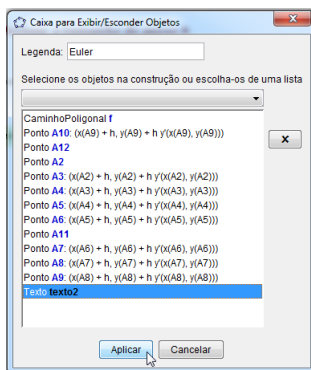 Caixa para Exibir/Esconder Objetos
Legenda: Euler
Selecione os objetos na construção ou escolha-os de uma lista
CaminhoPoligonal f
Ponto A10: (x(A9) + h, y(A9) + h y'(x(A9), y(A9)))
Ponto A12
Ponto A2
Ponto A3: (x(A2) + h, y(A2) + h y'(x(A2), y(A2)))
Ponto A4: (x(A3) + h, y(A3) + h y'(x(A3), y(A3)))
Ponto A5: (x(A4) + h, y(A4) + h y'(x(A4), y(A4)))
Ponto A6: (x(A5) + h, y(A5) + h y'(x(A5), y(A5)))
Ponto A11
Ponto A7: (x(A6) + h, y(A6) + h y'(x(A6), y(A6)))
Ponto A8: (x(A7) + h, y(A7) + h y'(x(A7), y(A7)))
Ponto A9: (x(A8) + h, y(A8) + h y'(x(A8), y(A8)))
Texto texto2
Aplicar Cancelar